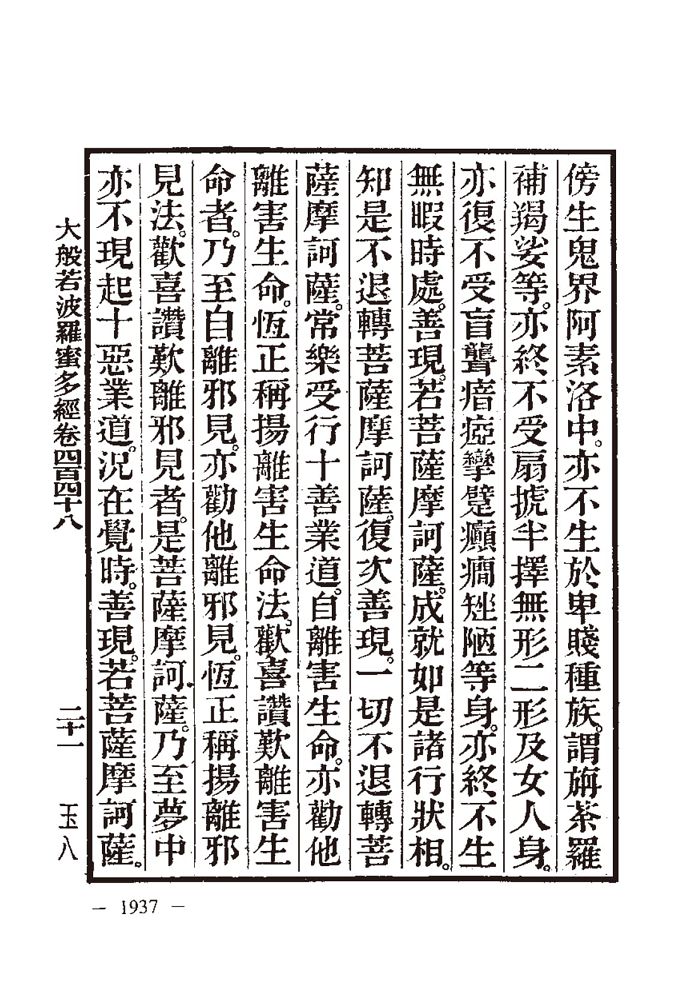 傍生鬼界阿素洛中。亦不生於卑賤種族。謂旃荼羅
補羯娑等。亦終不受扇搋半擇無形二形及女人身。
亦復不受盲聾瘖瘂攣躄癲癇矬陋等身。亦終不生
無暇時處。善現。若菩薩摩訶薩。成就如是諸行狀相。
知是不退轉菩薩摩訶薩。復次善現。一切不退轉菩
薩摩訶薩。常樂受行十善業道。自離害生命。亦勸他
離害生命。恆正稱揚離害生命法。歡喜讚歎離害生
命者。乃至自離邪見。亦勸他離邪見。恆正稱揚離邪
見法。歡喜讚歎離邪見者。是菩薩摩訶薩。乃至夢中
亦不現起十惡業道。況在覺時。善現。若菩薩摩訶薩。
大般若波羅蜜多經卷四百四十八
二十一
玉八
— 1937 —